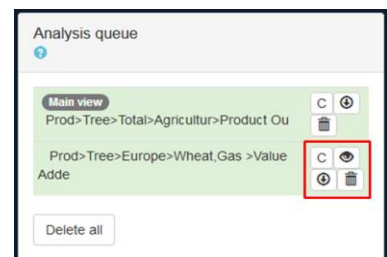 Analysis queue
?
Main view
C
Prod>Tree>Total>Agricultur>Product Ou
Prod>Tree>Europe>Wheat,Gas >Value
C
Adde
Delete all